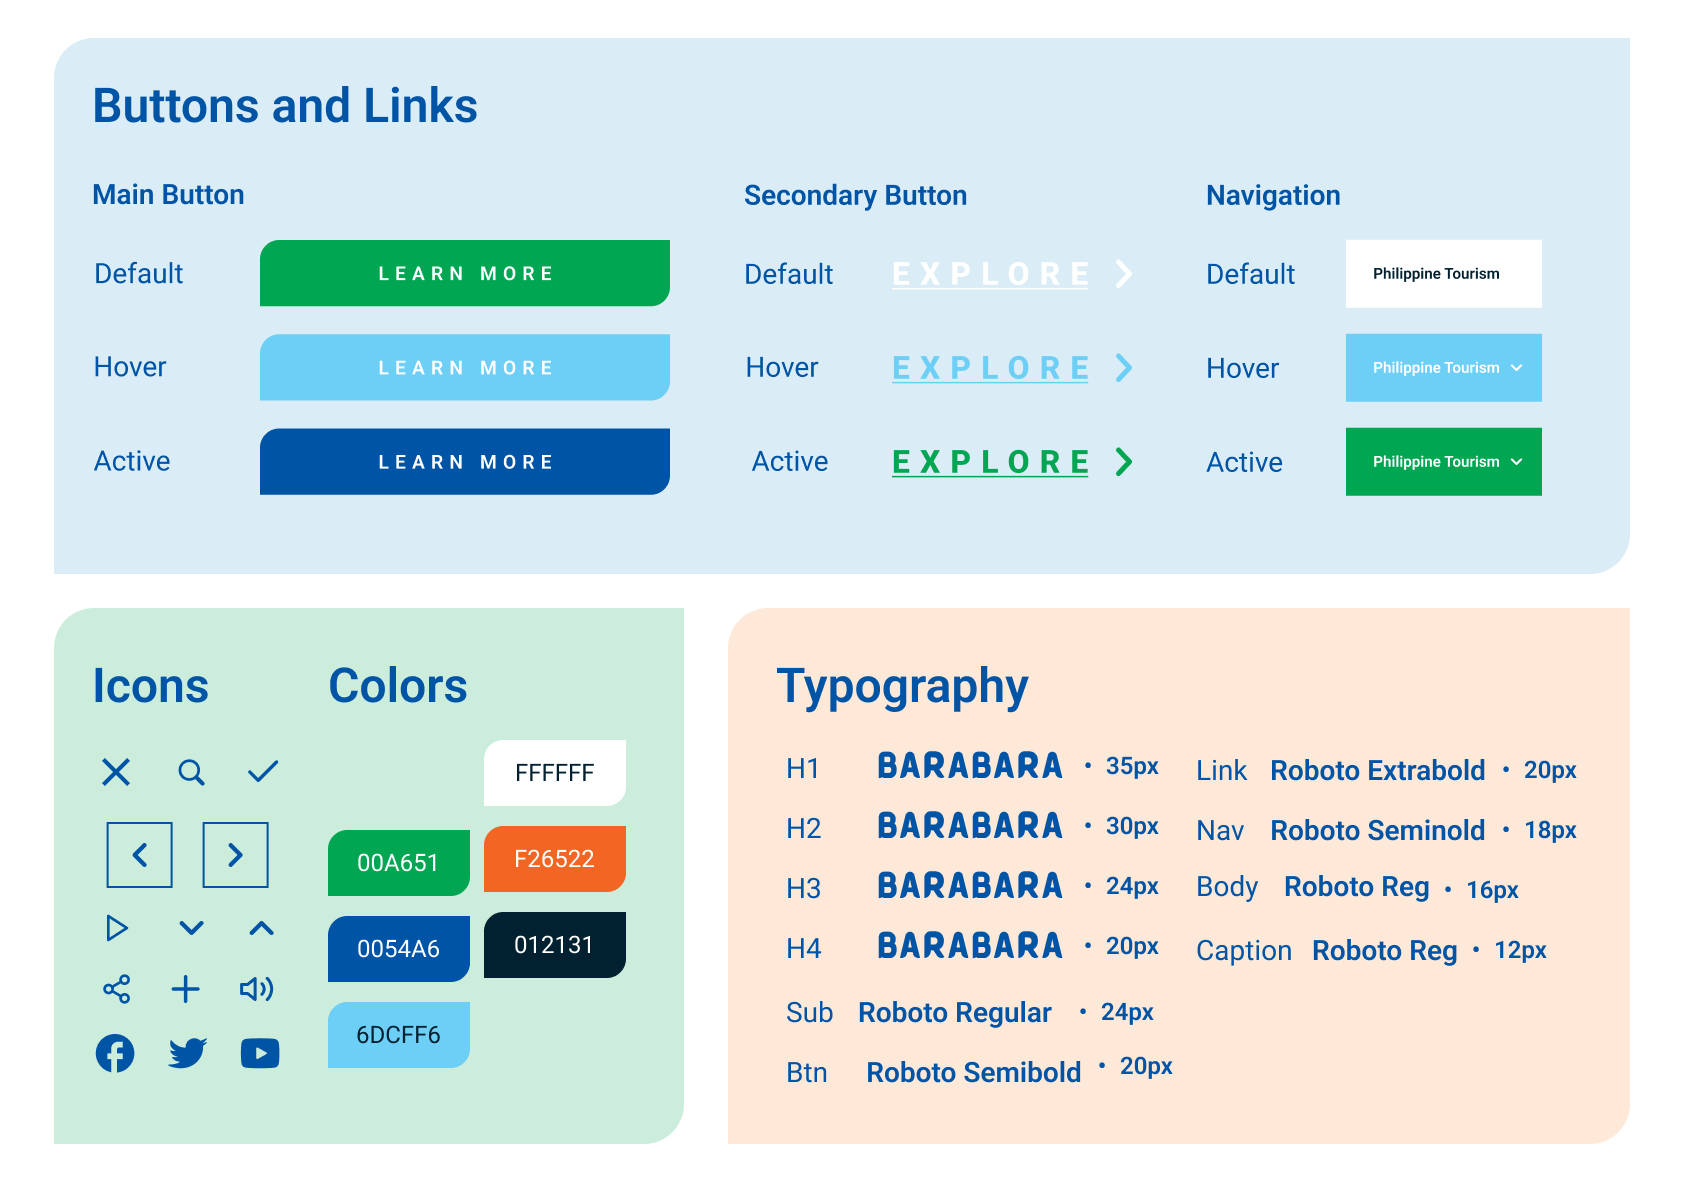 Buttons and Links
Main Button
Default LEARN MORE
Hover LEARN MORE
Active LEARN MORE
Secondary Button
Default EXPLORE
Hover EXPLORE
Active EXPLORE
Navigation
Default Philippine Tourism
Hover Philippine Tourism
Active Philippine Tourism
Icons
Colors
FFFFFF
00A651
F26522
0054A6
012131
6DCFF6
Typography
H1 BARABARA • 35px
H2 BARABARA • 30px
H3 BARABARA • 24px
H4 BARABARA • 20px
Sub Roboto Regular • 24px
Btn Roboto Semibold • 20px
Link Roboto Extrabold • 20px
Nav Roboto Seminold • 18px
Body Roboto Reg • 16px
Caption Roboto Reg • 12px